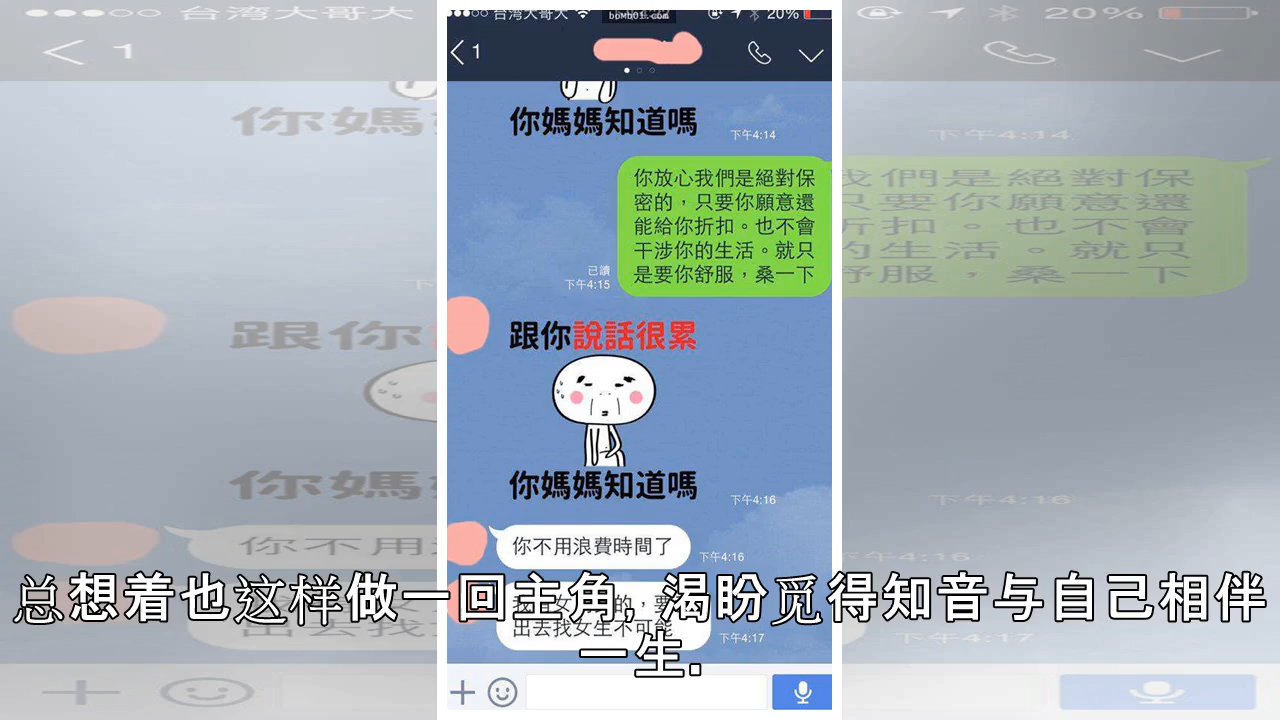 台湾大哥大
bomb01.com
20%
1
你媽媽知道嗎
下午4:14
你放心我們是絕對保
密的，只要你願意還
能給你折扣。也不會
干涉你的生活。就只
是要你舒服，桑一下
已讀
下午4:15
跟你說話很累
你媽媽知道嗎
下午4:16
你不用浪費時間了
下午4:16
出去找女生不可能
下午4:17
总想着也这样做一回主角, 渴盼觅得知音与自己相伴
一生.